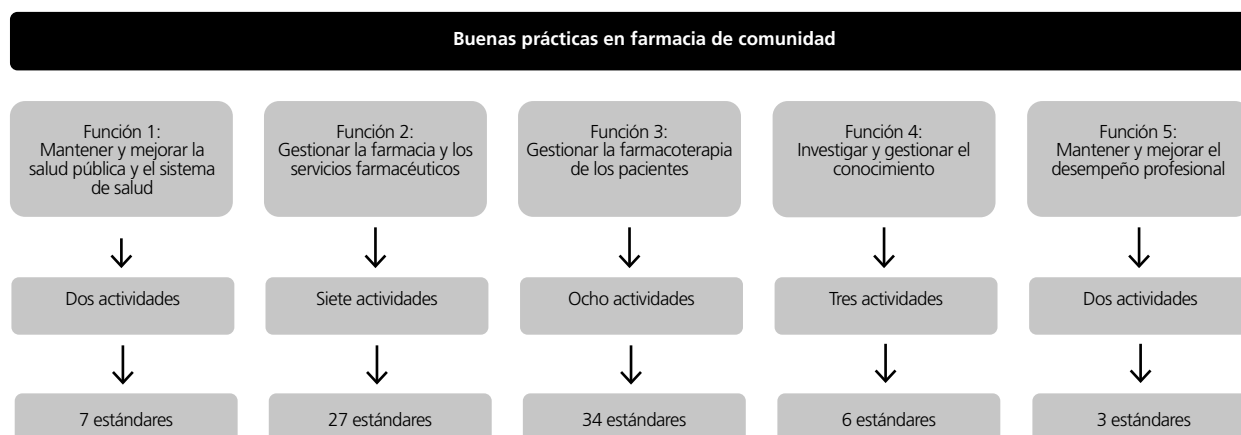 Buenas prácticas en farmacia de comunidad
Función 1:
Mantener y mejorar la
salud pública y el sistema
de salud
Función 2:
Gestionar la farmacia y los
servicios farmacéuticos
Función 3:
Gestionar la farmacoterapia
de los pacientes
Función 4:
Investigar y gestionar el
conocimiento
Función 5:
Mantener y mejorar el
desempeño profesional
Dos actividades
Siete actividades
Ocho actividades
Tres actividades
Dos actividades
7 estándares
27 estándares
34 estándares
6 estándares
3 estándares